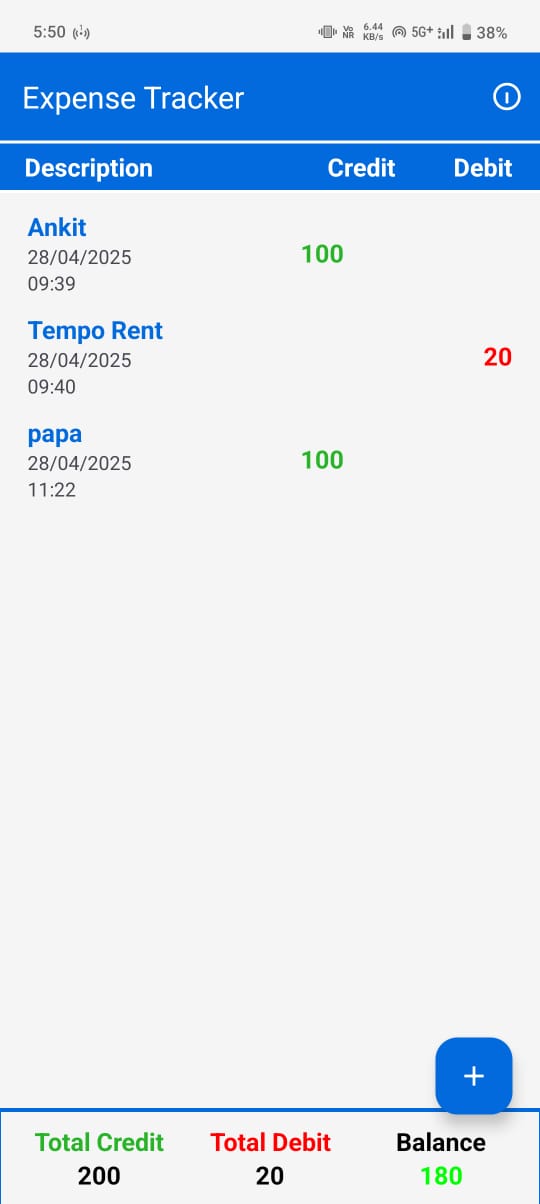 5:50 Vo NR 6.44 KB/s 5G+ 38%
Expense Tracker
Description Credit Debit
Ankit
28/04/2025
09:39
100
Tempo Rent
28/04/2025
09:40
20
papa
28/04/2025
11:22
100
+
Total Credit Total Debit Balance
200 20 180